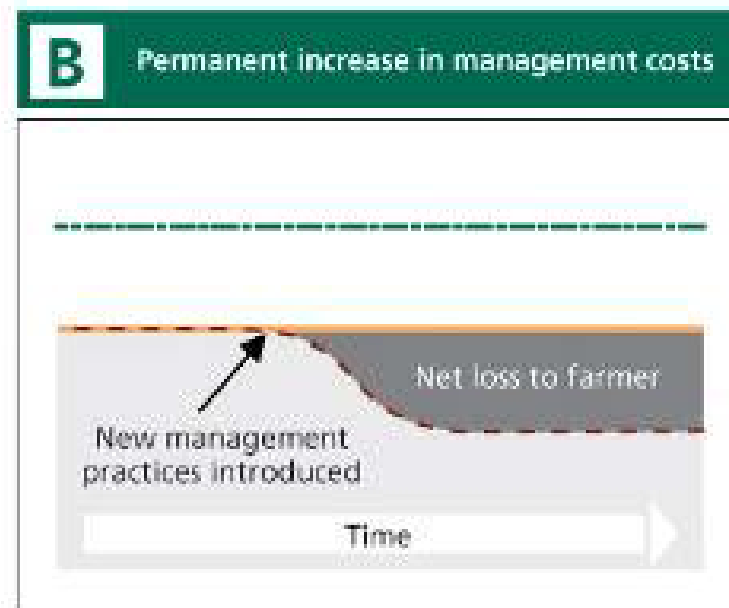 B
Permanent increase in management costs
Net loss to farmer
New management
practices introduced
Time